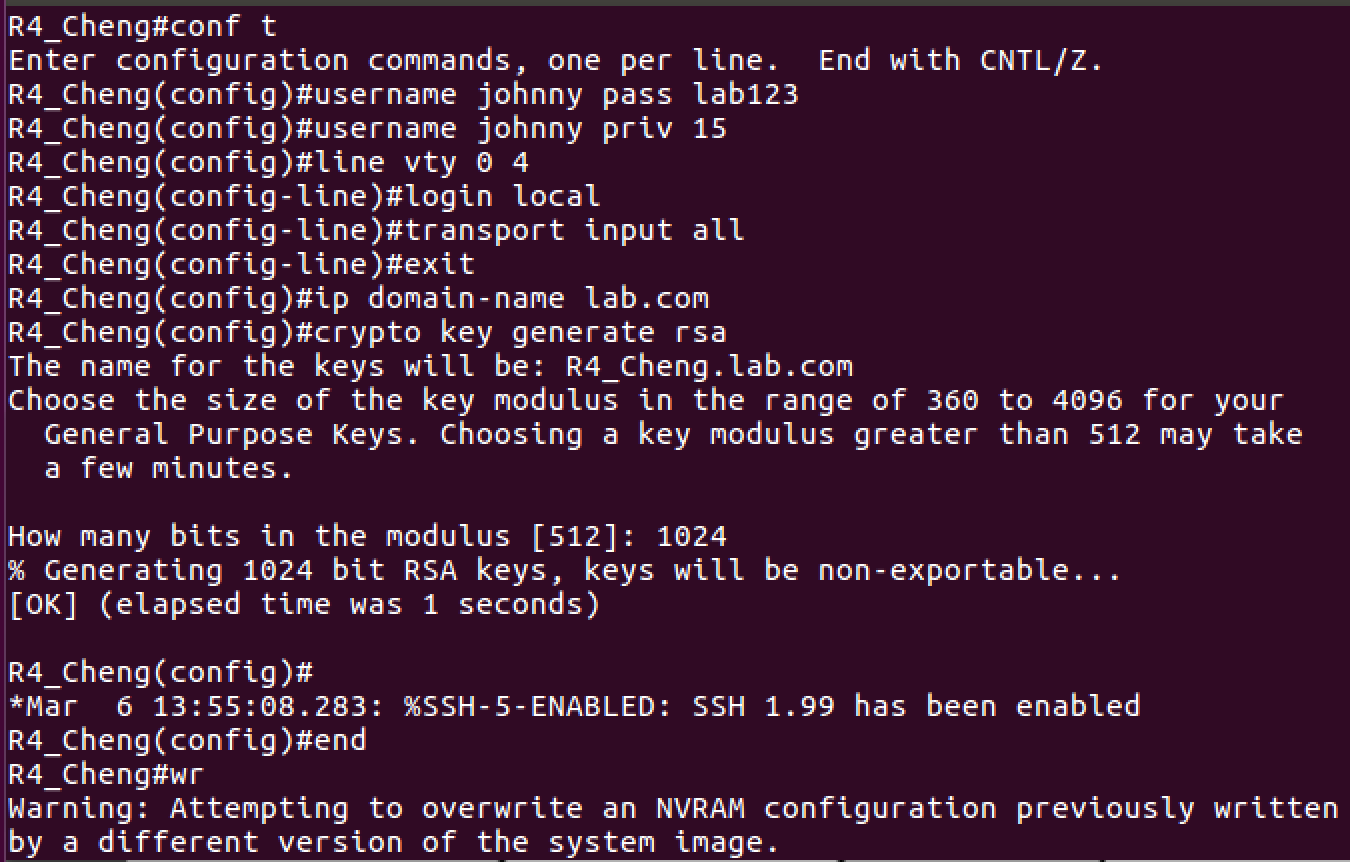 R4_Cheng#conf t
Enter configuration commands, one per line.  End with CNTL/Z.
R4_Cheng(config)#username johnny pass lab123
R4_Cheng(config)#username johnny priv 15
R4_Cheng(config)#line vty 0 4
R4_Cheng(config-line)#login local
R4_Cheng(config-line)#transport input all
R4_Cheng(config-line)#exit
R4_Cheng(config)#ip domain-name lab.com
R4_Cheng(config)#crypto key generate rsa
The name for the keys will be: R4_Cheng.lab.com
Choose the size of the key modulus in the range of 360 to 4096 for your
  General Purpose Keys. Choosing a key modulus greater than 512 may take
  a few minutes.

How many bits in the modulus [512]: 1024
% Generating 1024 bit RSA keys, keys will be non-exportable...
[OK] (elapsed time was 1 seconds)

R4_Cheng(config)#
*Mar  6 13:55:08.283: %SSH-5-ENABLED: SSH 1.99 has been enabled
R4_Cheng(config)#end
R4_Cheng#wr
Warning: Attempting to overwrite an NVRAM configuration previously written
by a different version of the system image.